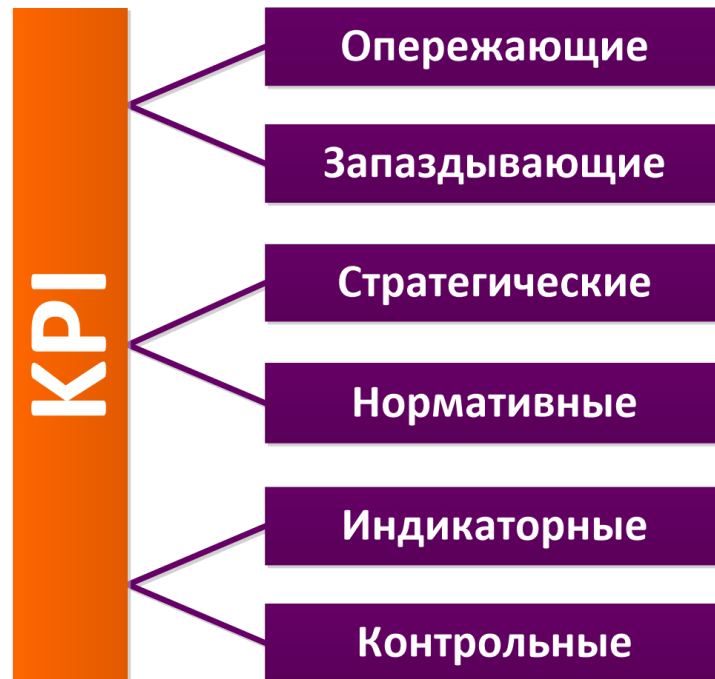 KPI
Опережающие
Запаздывающие
Стратегические
Нормативные
Индикаторные
Контрольные